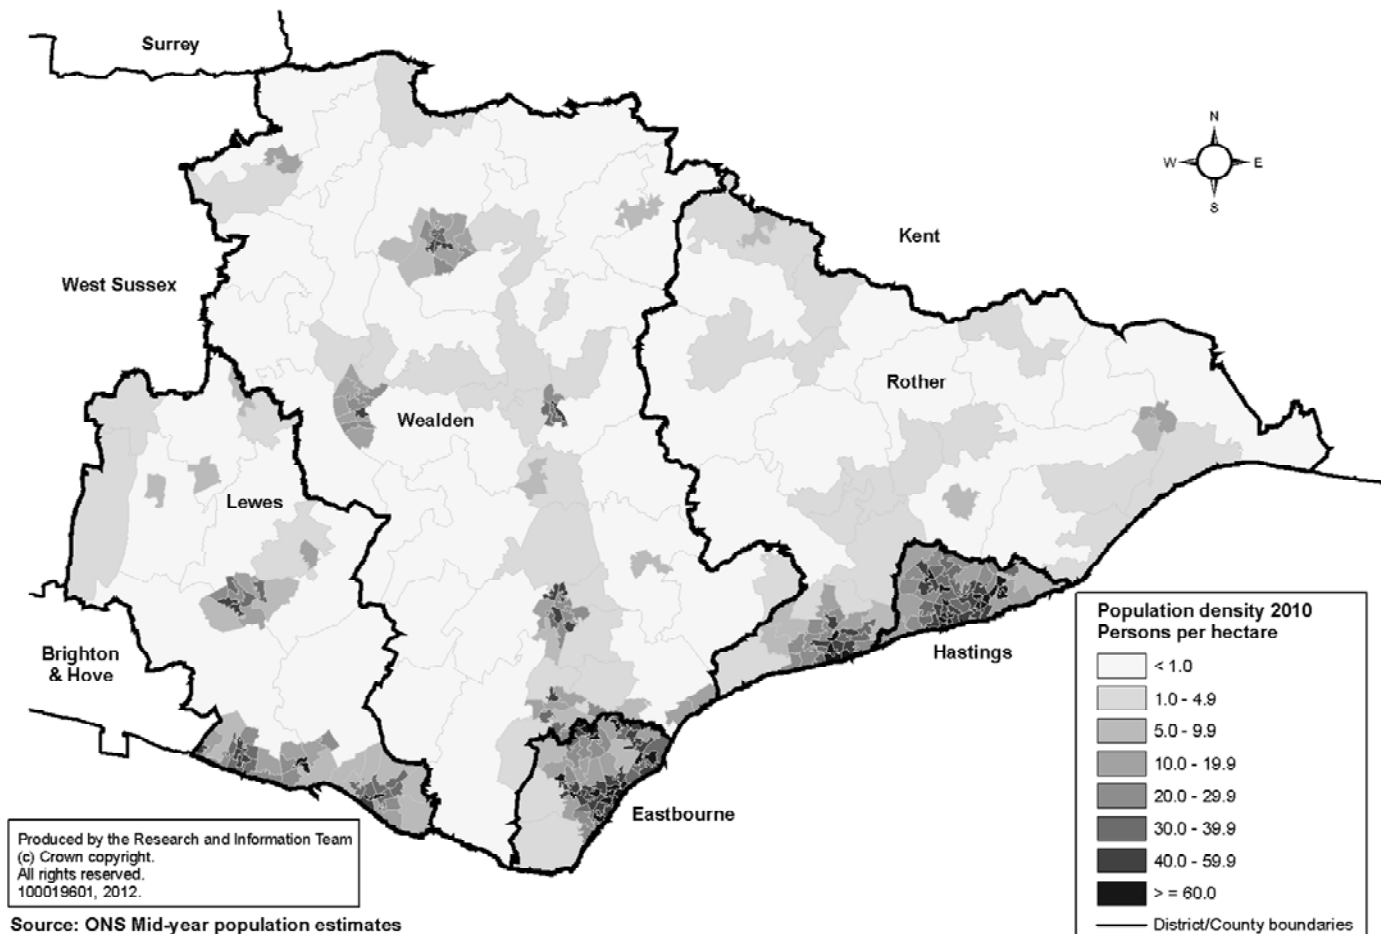 Surrey
N
W
E
S
Kent
West Sussex
Rother
Wealden
Lewes
Brighton
& Hove
Hastings
Eastbourne
Population density 2010
Persons per hectare
< 1.0
1.0 - 4.9
5.0 - 9.9
10.0 - 19.9
20.0 - 29.9
30.0 - 39.9
40.0 - 59.9
> = 60.0
District/County boundaries
Produced by the Research and Information Team
(c) Crown copyright.
All rights reserved.
100019601, 2012.
Source: ONS Mid-year population estimates